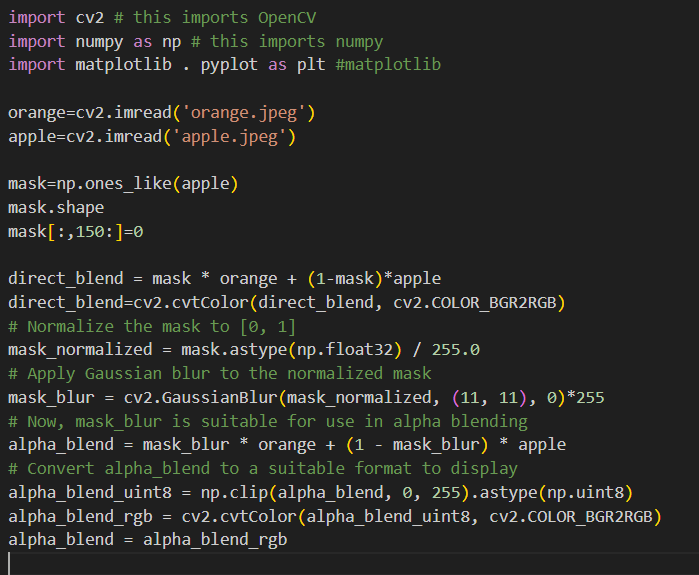 import cv2 # this imports OpenCV
import numpy as np # this imports numpy
import matplotlib . pyplot as plt #matplotlib
orange=cv2.imread('orange.jpeg')
apple=cv2.imread('apple.jpeg')
mask=np.ones_like(apple)
mask.shape
mask[:,150:]=0
direct_blend = mask * orange + (1-mask)*apple
direct_blend=cv2.cvtColor(direct_blend, cv2.COLOR_BGR2RGB)
# Normalize the mask to [0, 1]
mask_normalized = mask.astype(np.float32) / 255.0
# Apply Gaussian blur to the normalized mask
mask_blur = cv2.GaussianBlur(mask_normalized, (11, 11), 0)*255
# Now, mask_blur is suitable for use in alpha blending
alpha_blend = mask_blur * orange + (1 - mask_blur) * apple
# Convert alpha_blend to a suitable format to display
alpha_blend_uint8 = np.clip(alpha_blend, 0, 255).astype(np.uint8)
alpha_blend_rgb = cv2.cvtColor(alpha_blend_uint8, cv2.COLOR_BGR2RGB)
alpha_blend = alpha_blend_rgb